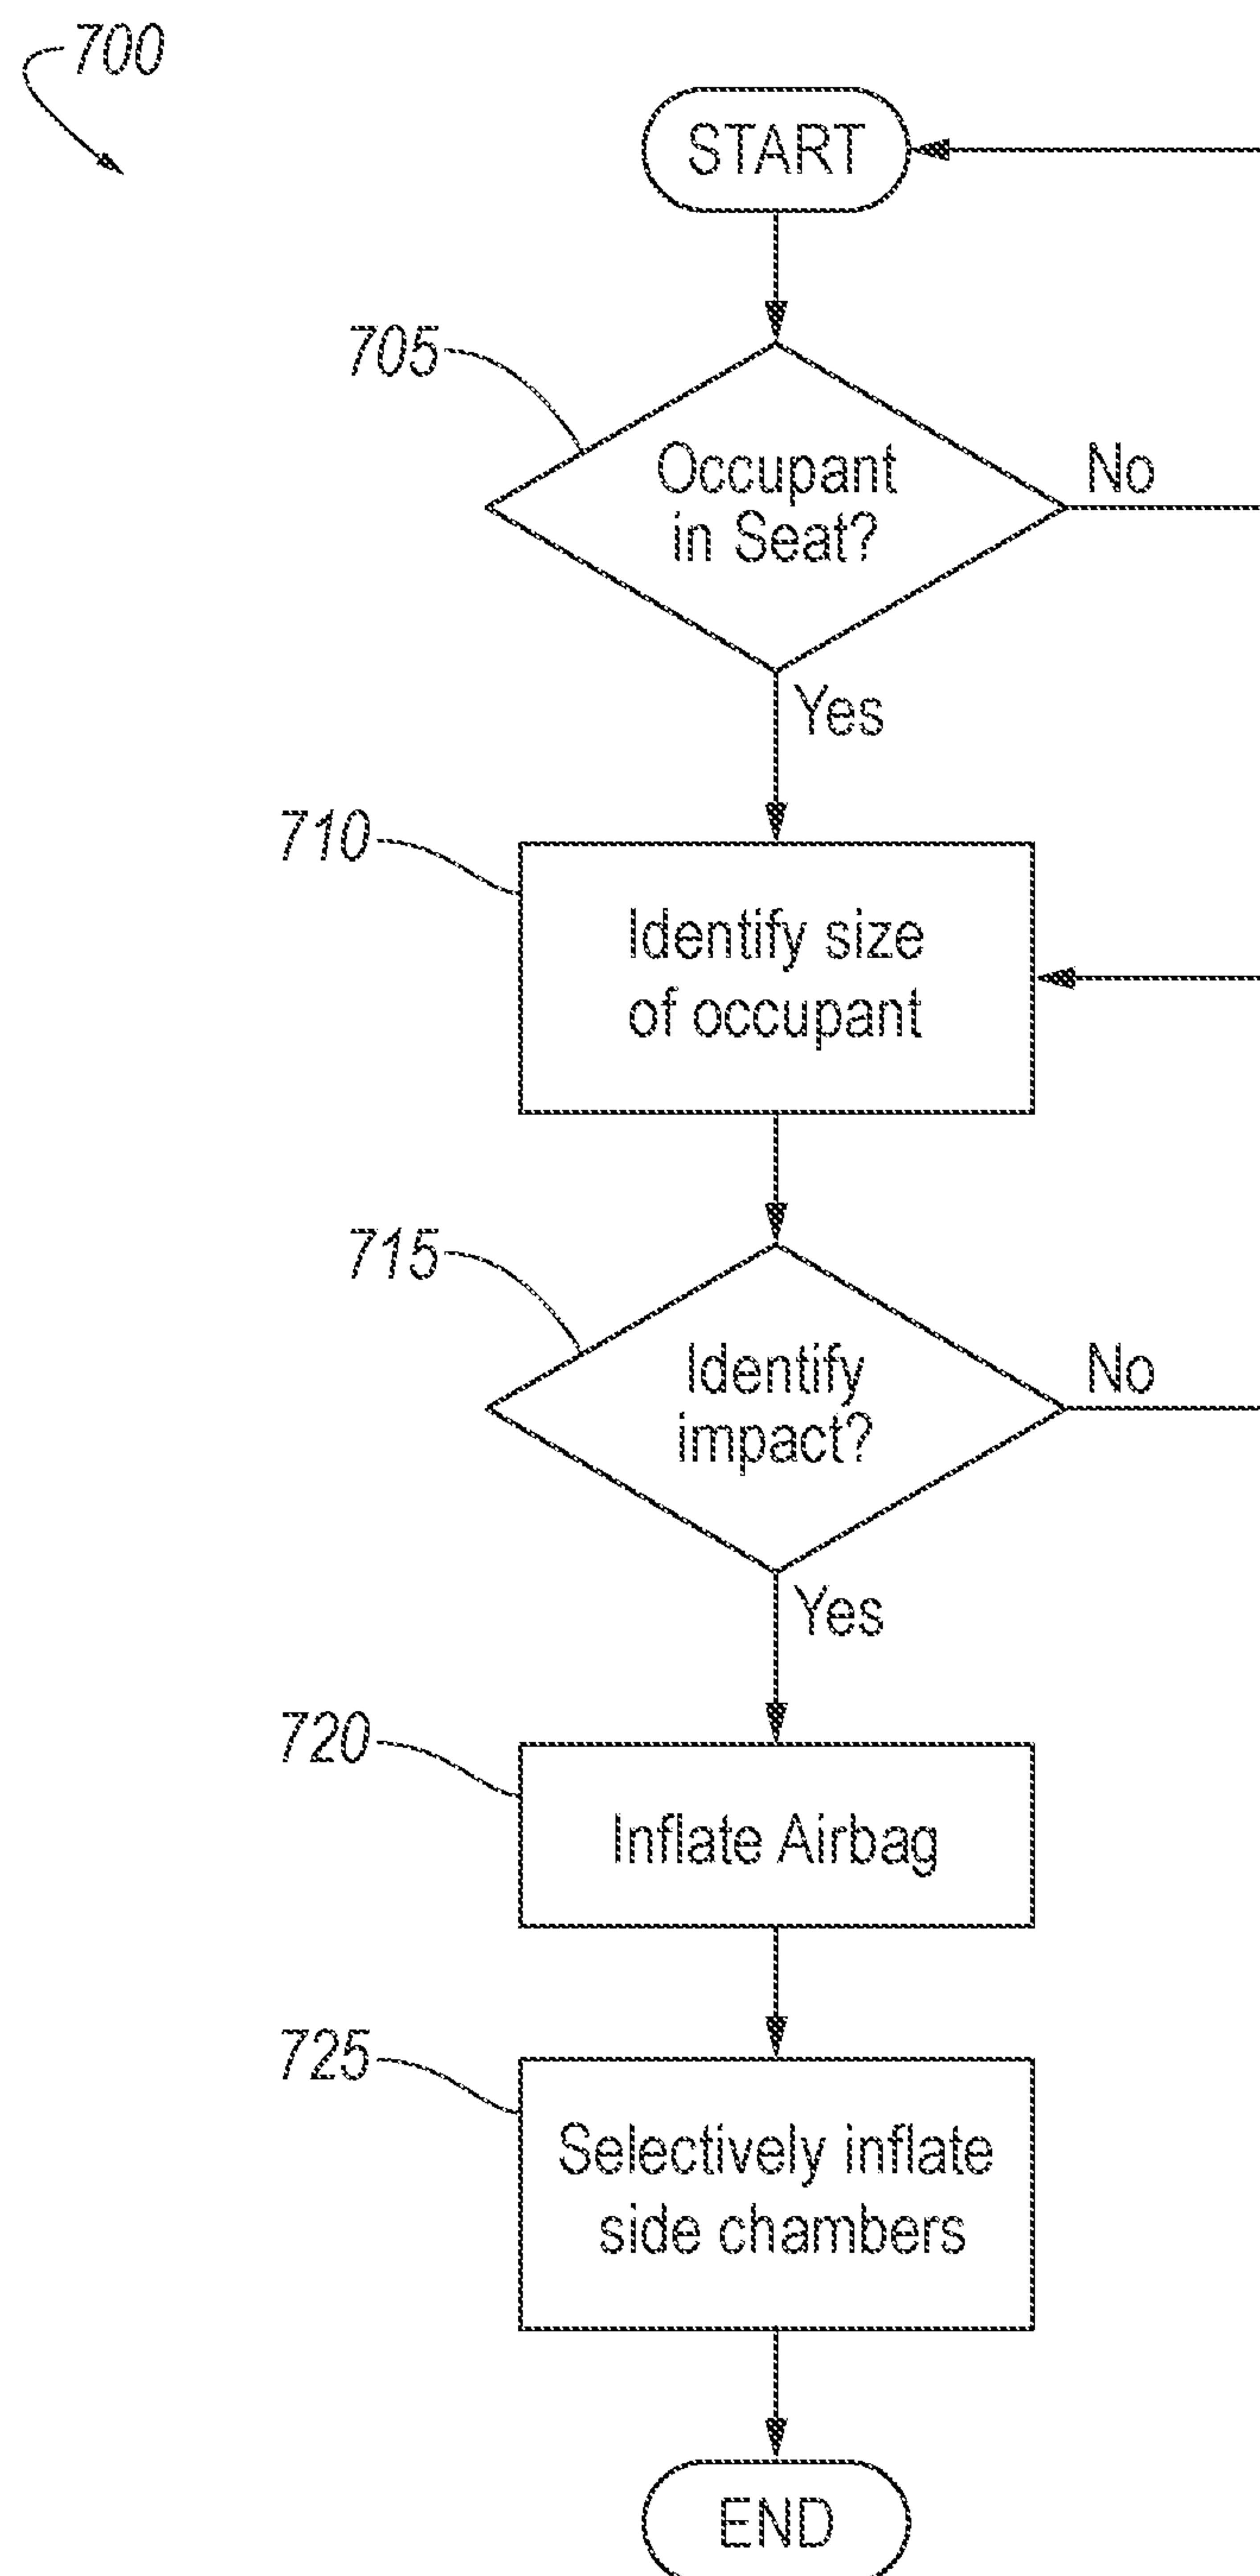 700
START
705
Occupant
in Seat?
No
Yes
710
Identify size
of occupant
715
Identify
impact?
No
Yes
720
Inflate Airbag
725
Selectively inflate
side chambers
END